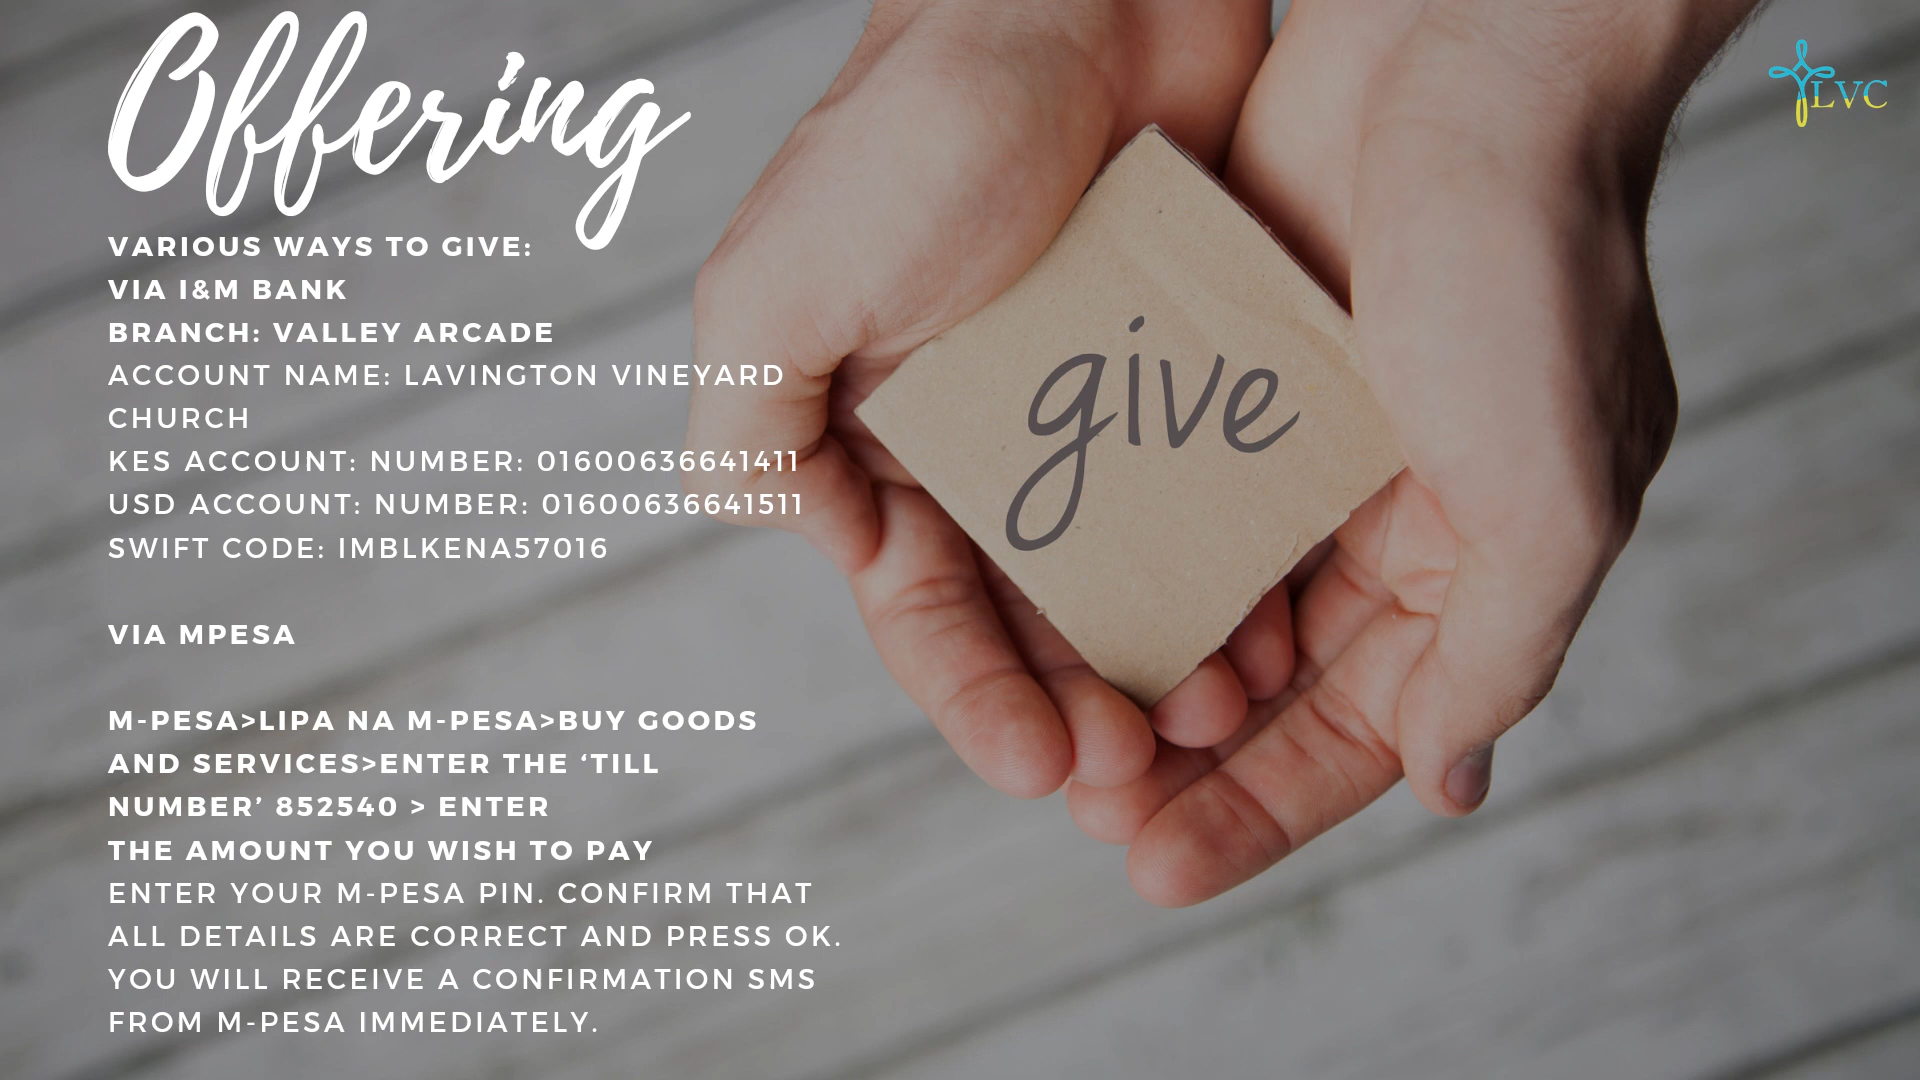 Offering
VARIOUS WAYS TO GIVE:
VIA I&M BANK
BRANCH: VALLEY ARCADE
ACCOUNT NAME: LAVINGTON VINEYARD
CHURCH
KES ACCOUNT: NUMBER: 01600636641411
USD ACCOUNT: NUMBER: 01600636641511
SWIFT CODE: IMBLKENA57016
VIA MPESA
M-PESA>LIPA NA M-PESA>BUY GOODS
AND SERVICES>ENTER THE ‘TILL
NUMBER’ 852540 > ENTER
THE AMOUNT YOU WISH TO PAY
ENTER YOUR M-PESA PIN. CONFIRM THAT
ALL DETAILS ARE CORRECT AND PRESS OK.
YOU WILL RECEIVE A CONFIRMATION SMS
FROM M-PESA IMMEDIATELY.
give
LVC